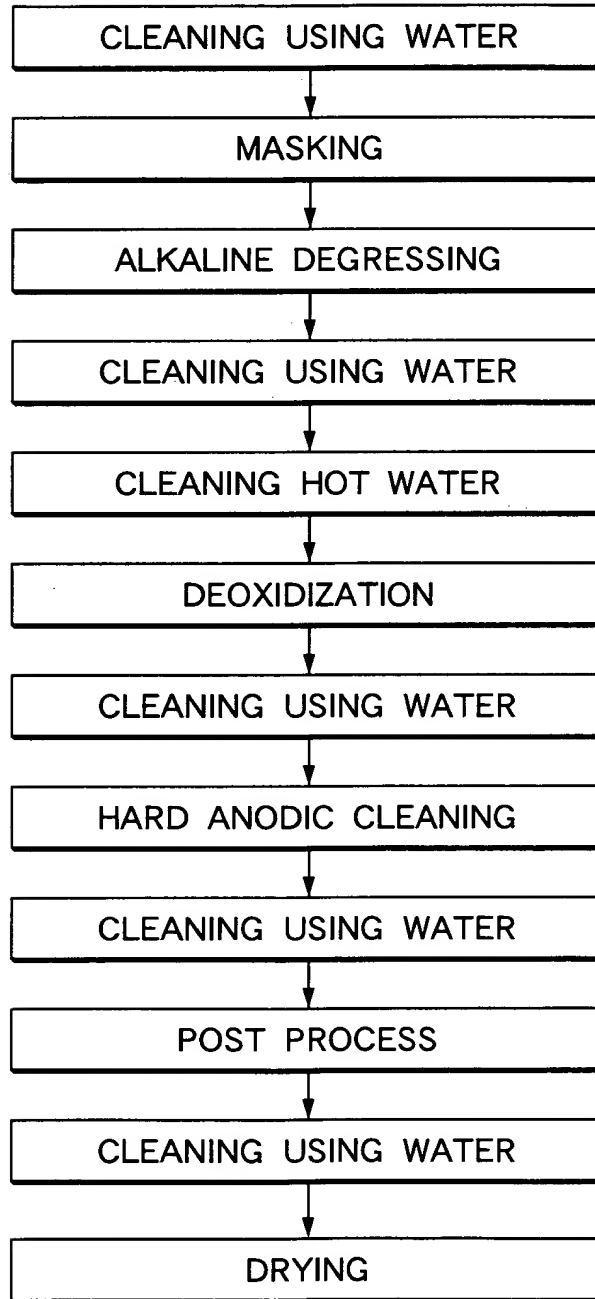 CLEANING USING WATER
MASKING
ALKALINE DEGRESSING
CLEANING USING WATER
CLEANING HOT WATER
DEOXIDIZATION
CLEANING USING WATER
HARD ANODIC CLEANING
CLEANING USING WATER
POST PROCESS
CLEANING USING WATER
DRYING